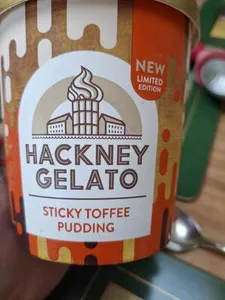 NEW
LIMITED
EDITION
HACKNEY
GELATO
STICKY TOFFEE
PUDDING